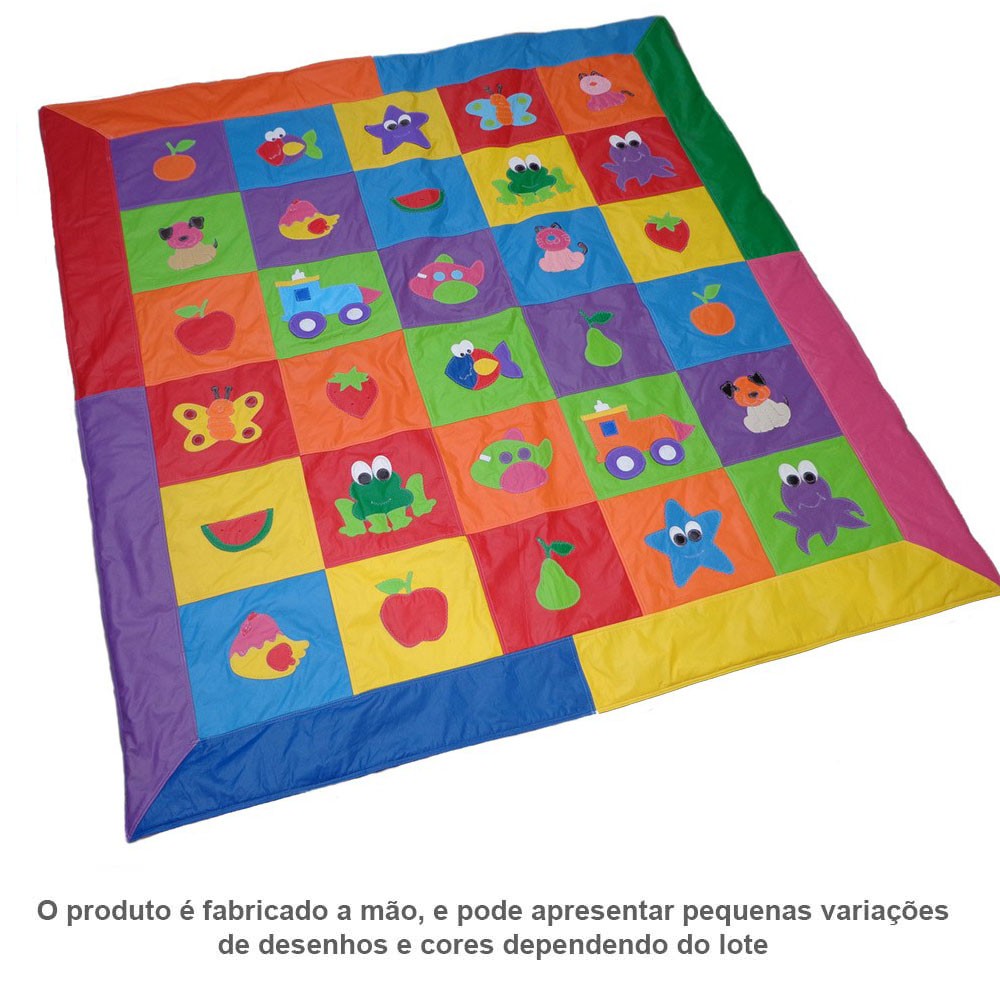 O produto é fabricado a mão, e pode apresentar pequenas variações
de desenhos e cores dependendo do lote